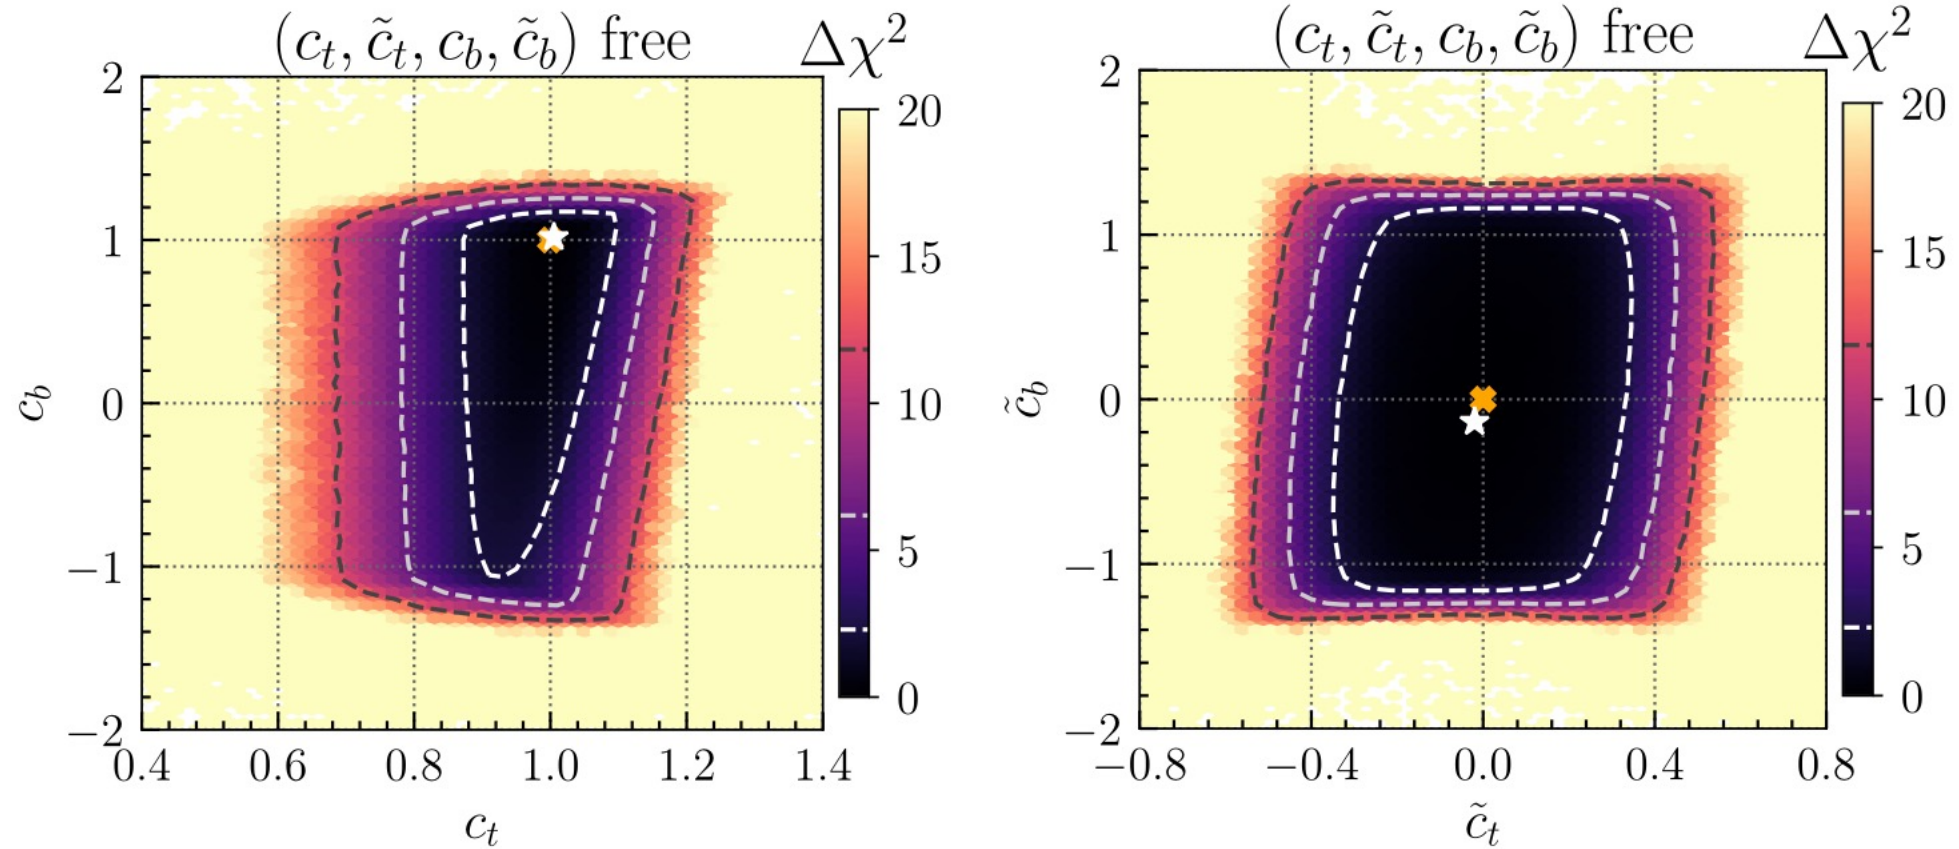 (c_t, c̃_t, c_b, c̃_b) free
Δχ²
2
1
0
−1
−2
c_b
0.4 0.6 0.8 1.0 1.2 1.4
c_t
20
15
10
5
0
(c_t, c̃_t, c_b, c̃_b) free
Δχ²
2
1
0
−1
−2
c̃_b
−0.8 −0.4 0.0 0.4 0.8
c̃_t
20
15
10
5
0